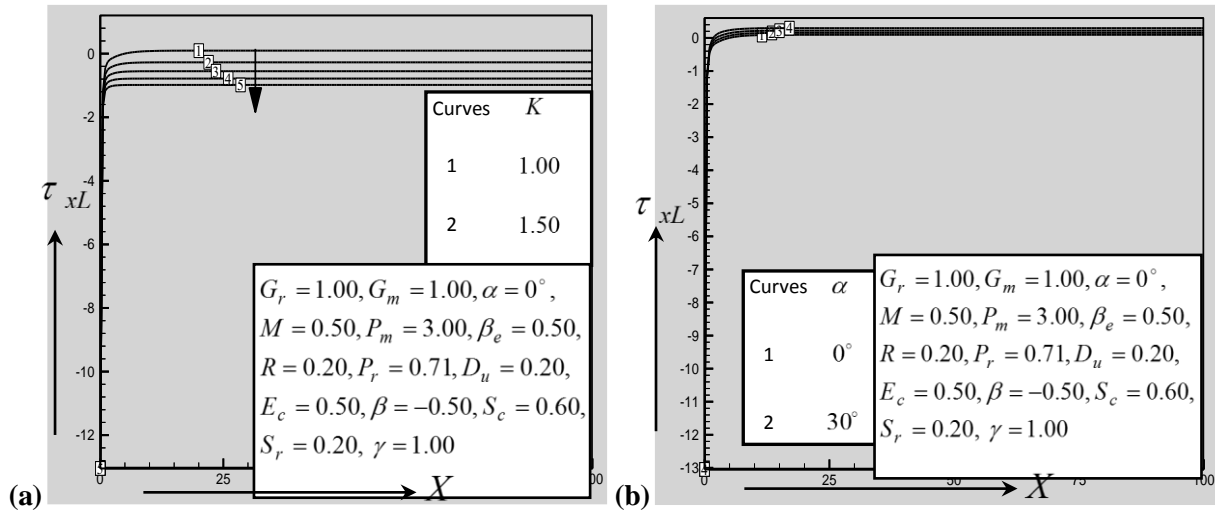 0
-2
-4
-6
-8
-10
-12
τ xL
1
2
3
4
5
Curves K
1 1.00
2 1.50
G_r = 1.00, G_m = 1.00, α = 0°,
M = 0.50, P_m = 3.00, β_e = 0.50,
R = 0.20, P_r = 0.71, D_u = 0.20,
E_c = 0.50, β = −0.50, S_c = 0.60,
S_r = 0.20, γ = 1.00
5
0 25 00
X
(a)
0
-1
-2
-3
-4
-5
-6
-7
-8
-9
-10
-11
-12
-13
τ xL
1 2 3 4
Curves α
1 0°
2 30°
G_r = 1.00, G_m = 1.00, α = 0°,
M = 0.50, P_m = 3.00, β_e = 0.50,
R = 0.20, P_r = 0.71, D_u = 0.20,
E_c = 0.50, β = −0.50, S_c = 0.60,
S_r = 0.20, γ = 1.00
0 25 50 75 100
X
(b)